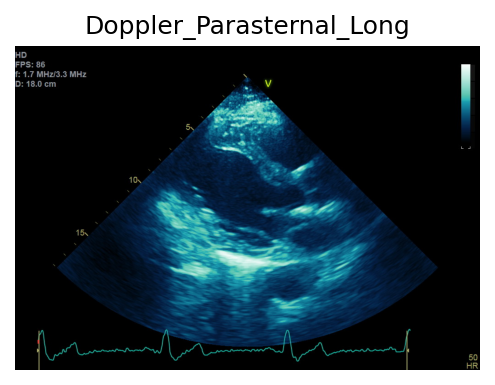 Doppler_Parasternal_Long
HD
FPS: 86
f: 1.7 MHz/3.3 MHz
D: 18.0 cm
V
5
10
15
50
HR